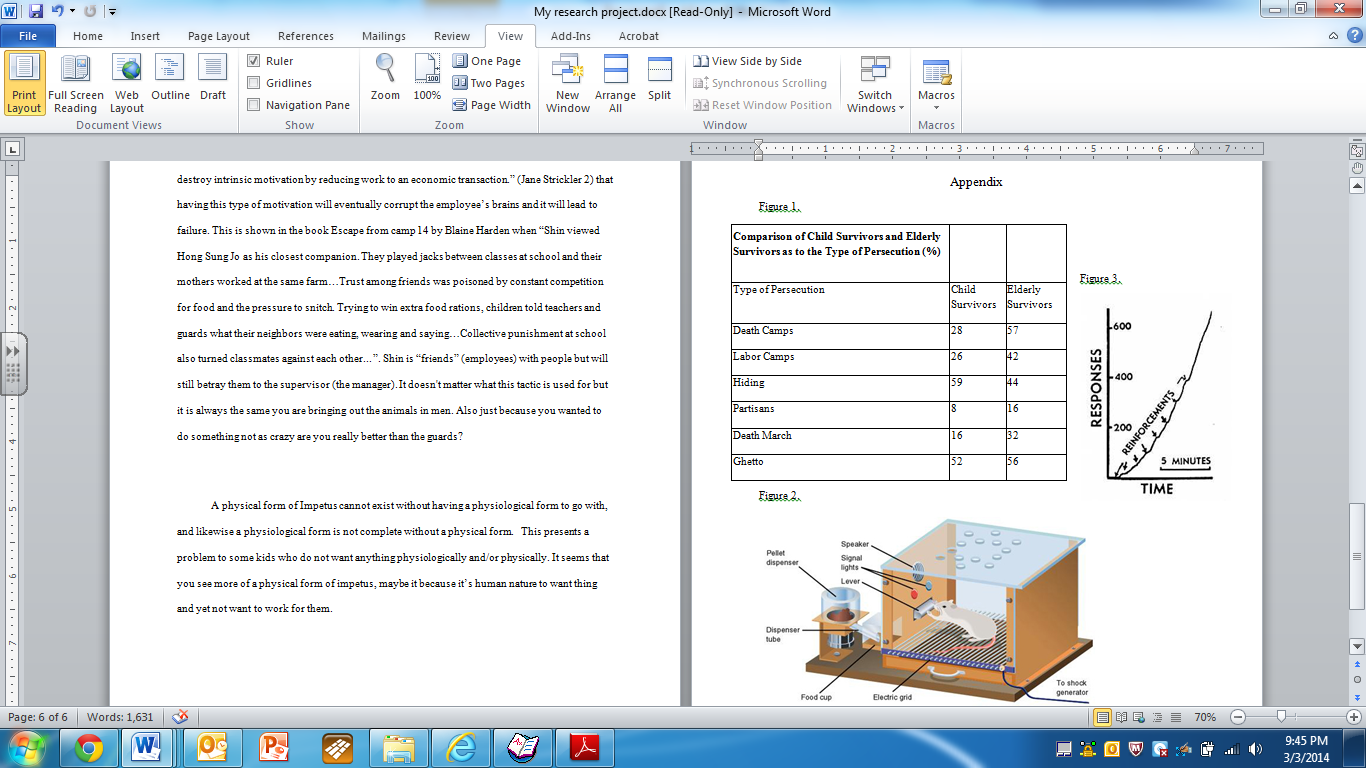 My research project.docx [Read-Only] - Microsoft Word
File Home Insert Page Layout References Mailings Review View Add-Ins Acrobat
Print Layout
Full Screen Reading
Web Layout
Outline
Draft
Document Views
Ruler
Gridlines
Navigation Pane
Show
Zoom
100%
One Page
Two Pages
Page Width
Zoom
New Window
Arrange All
Split
View Side by Side
Synchronous Scrolling
Reset Window Position
Window
Switch Windows
Macros
Macros
1 1 2 3 4 5 6 7
1
2
3
4
5
6
7
destroy intrinsic motivation by reducing work to an economic transaction.” (Jane Strickler 2) that
having this type of motivation will eventually corrupt the employee’s brains and it will lead to
failure. This is shown in the book Escape from camp 14 by Blaine Harden when “Shin viewed
Hong Sung Jo as his closest companion. They played jacks between classes at school and their
mothers worked at the same farm…Trust among friends was poisoned by constant competition
for food and the pressure to snitch. Trying to win extra food rations, children told teachers and
guards what their neighbors were eating, wearing and saying…Collective punishment at school
also turned classmates against each other…”. Shin is “friends” (employees) with people but will
still betray them to the supervisor (the manager). It doesn't matter what this tactic is used for but
it is always the same you are bringing out the animals in men. Also just because you wanted to
do something not as crazy are you really better than the guards?
A physical form of Impetus cannot exist without having a physiological form to go with,
and likewise a physiological form is not complete without a physical form. This presents a
problem to some kids who do not want anything physiologically and/or physically. It seems that
you see more of a physical form of impetus, maybe it because it’s human nature to want thing
and yet not want to work for them.
Appendix
Figure 1.
Comparison of Child Survivors and Elderly
Survivors as to the Type of Persecution (%)
Type of Persecution Child Survivors Elderly Survivors
Death Camps 28 57
Labor Camps 26 42
Hiding 59 44
Partisans 8 16
Death March 16 32
Ghetto 52 56
Figure 3.
600
400
200
RESPONSES
REINFORCEMENTS
5 MINUTES
TIME
Figure 2.
Speaker
Signal lights
Lever
Pellet dispenser
Dispenser tube
Food cup
Electric grid
To shock generator
Page: 6 of 6 Words: 1,631 70%
9:45 PM
3/3/2014